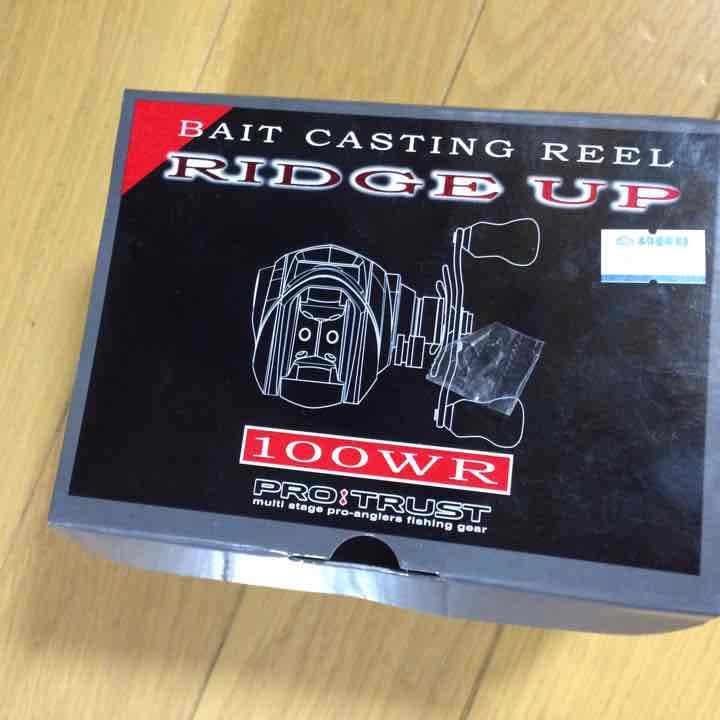 BAIT CASTING REEL
RIDGE UP
100WR
PRO:TRUST
multi stage pro-anglers fishing gear